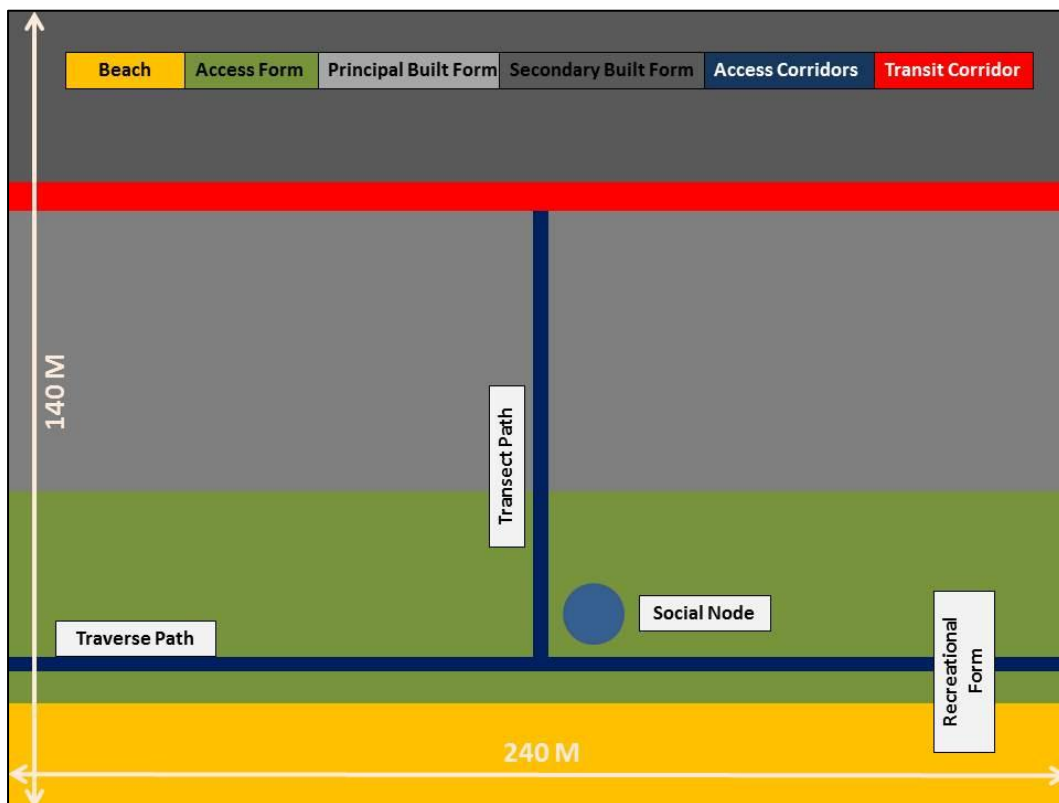 Beach
Access Form
Principal Built Form
Secondary Built Form
Access Corridors
Transit Corridor
140 M
Transect Path
Social Node
Traverse Path
Recreational
Form
240 M